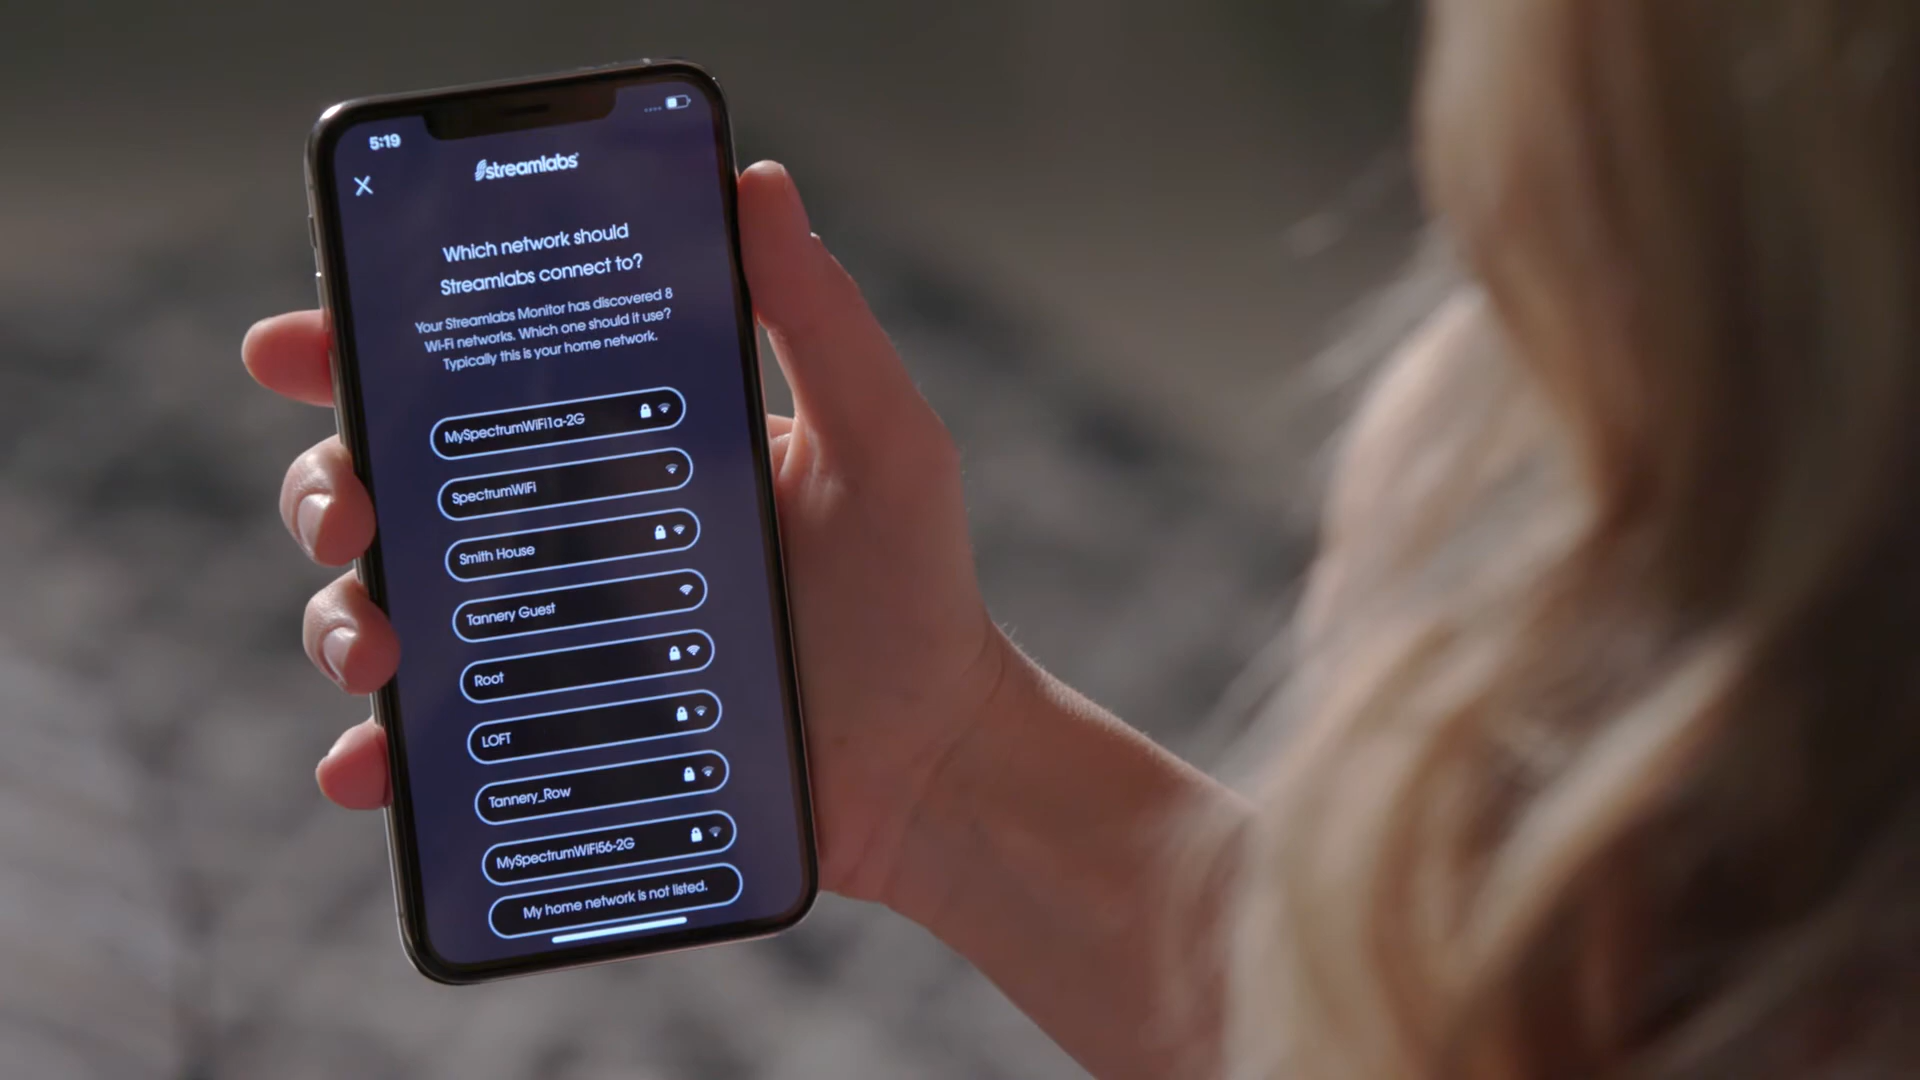 5:19
streamlabs
Which network should
Streamlabs connect to?
Your Streamlabs Monitor has discovered 8
Wi-Fi networks. Which one should it use?
Typically this is your home network.
MySpectrumWiFi1a-2G
SpectrumWiFi
Smith House
Tannery Guest
Root
LOFT
Tannery_Row
MySpectrumWiFi56-2G
My home network is not listed.